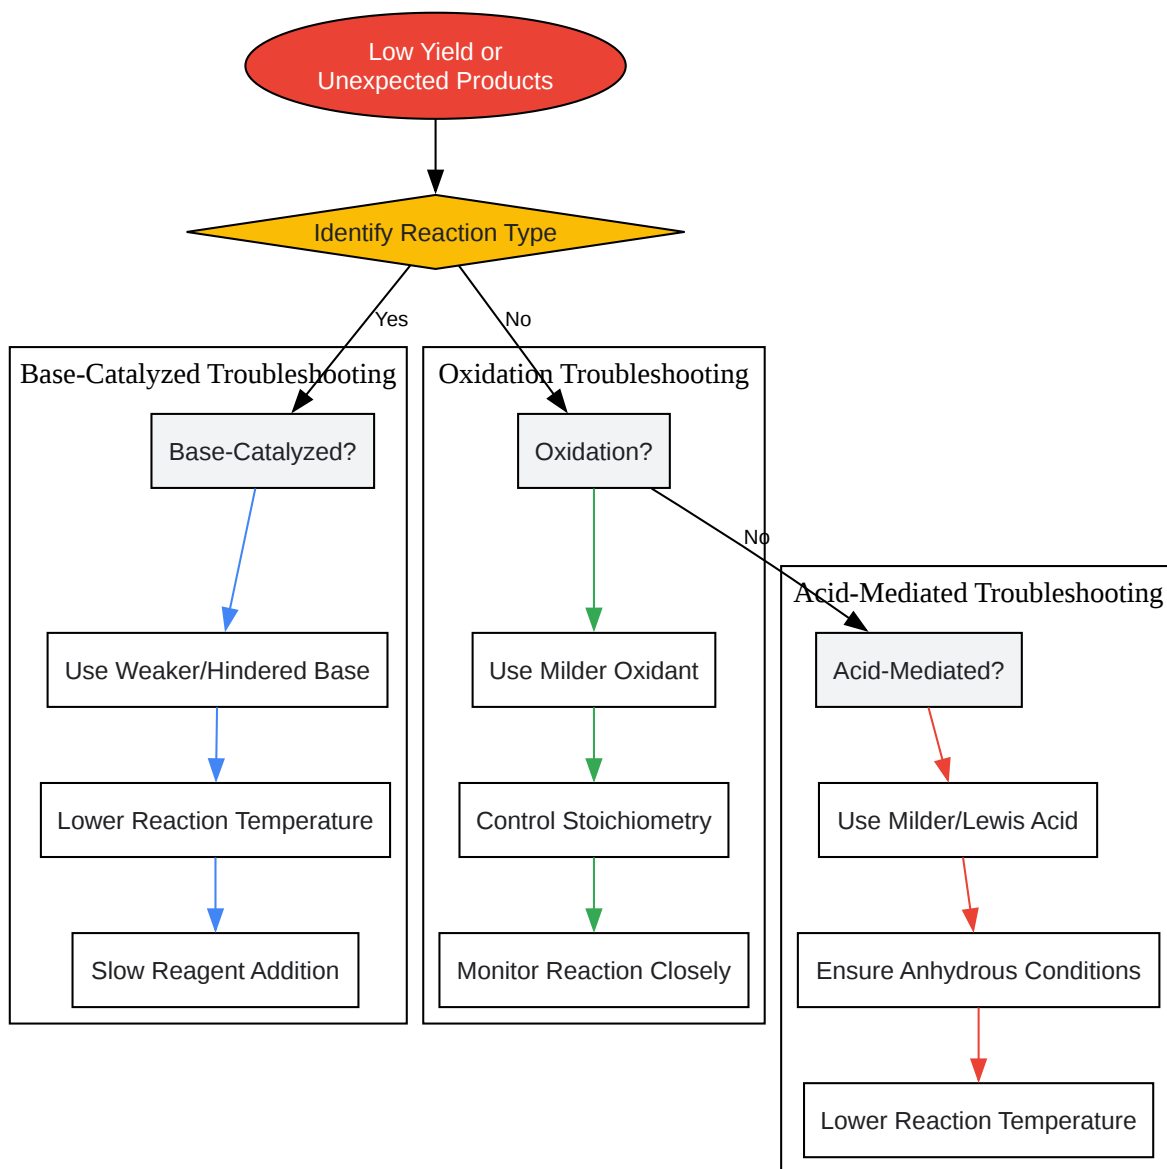 Low Yield or
Unexpected Products
Identify Reaction Type
Yes
No
Base-Catalyzed Troubleshooting
Base-Catalyzed?
Use Weaker/Hindered Base
Lower Reaction Temperature
Slow Reagent Addition
Oxidation Troubleshooting
Oxidation?
No
Use Milder Oxidant
Control Stoichiometry
Monitor Reaction Closely
Acid-Mediated Troubleshooting
Acid-Mediated?
Use Milder/Lewis Acid
Ensure Anhydrous Conditions
Lower Reaction Temperature